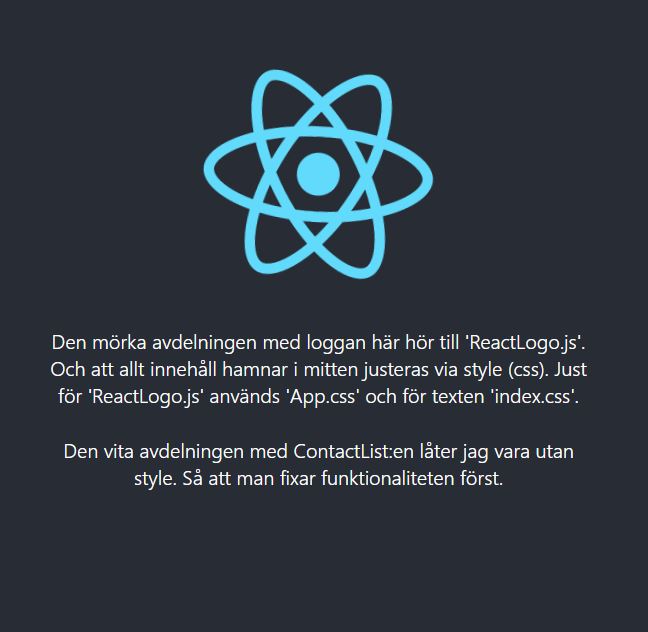 Den mörka avdelningen med loggan här hör till 'ReactLogo.js'.
Och att allt innehåll hamnar i mitten justeras via style (css). Just
för 'ReactLogo.js' används 'App.css' och för texten 'index.css'.
Den vita avdelningen med ContactList:en låter jag vara utan
style. Så att man fixar funktionaliteten först.